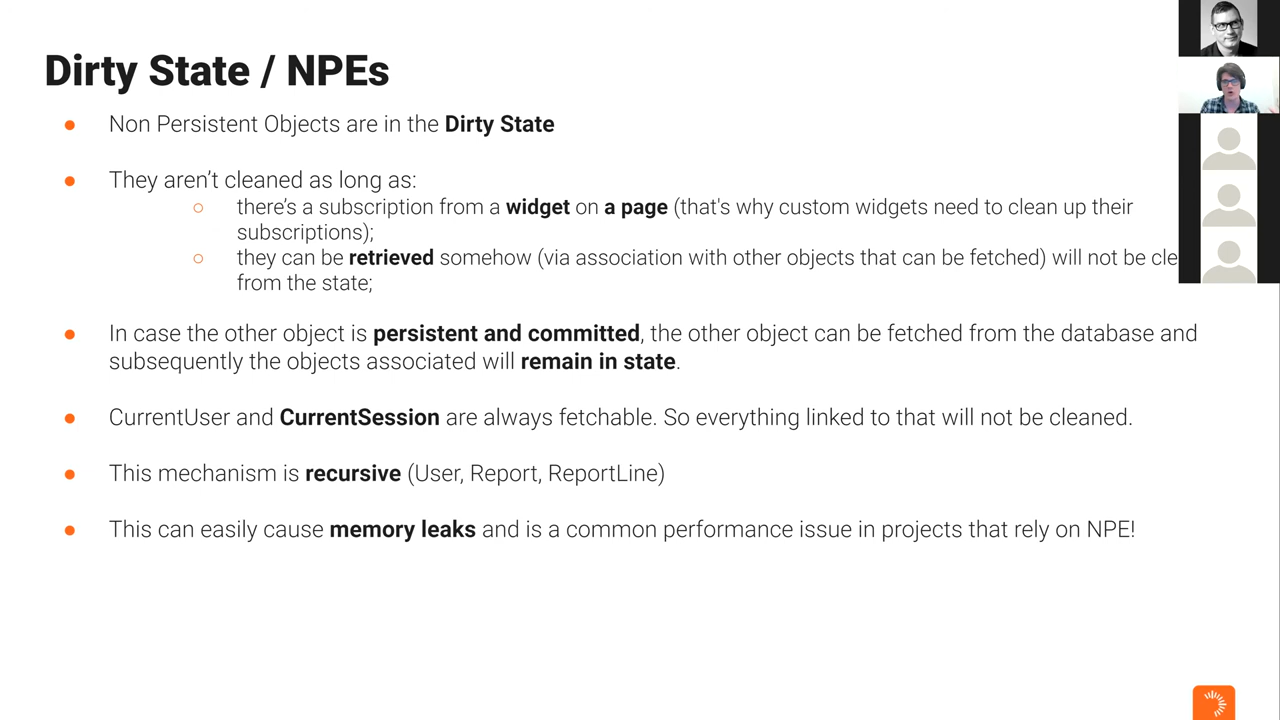 Dirty State / NPEs
● Non Persistent Objects are in the Dirty State
● They aren't cleaned as long as:
○ there's a subscription from a widget on a page (that's why custom widgets need to clean up their
subscriptions);
○ they can be retrieved somehow (via association with other objects that can be fetched) will not be cle
from the state;
● In case the other object is persistent and committed, the other object can be fetched from the database and
subsequently the objects associated will remain in state.
● CurrentUser and CurrentSession are always fetchable. So everything linked to that will not be cleaned.
● This mechanism is recursive (User, Report, ReportLine)
● This can easily cause memory leaks and is a common performance issue in projects that rely on NPE!